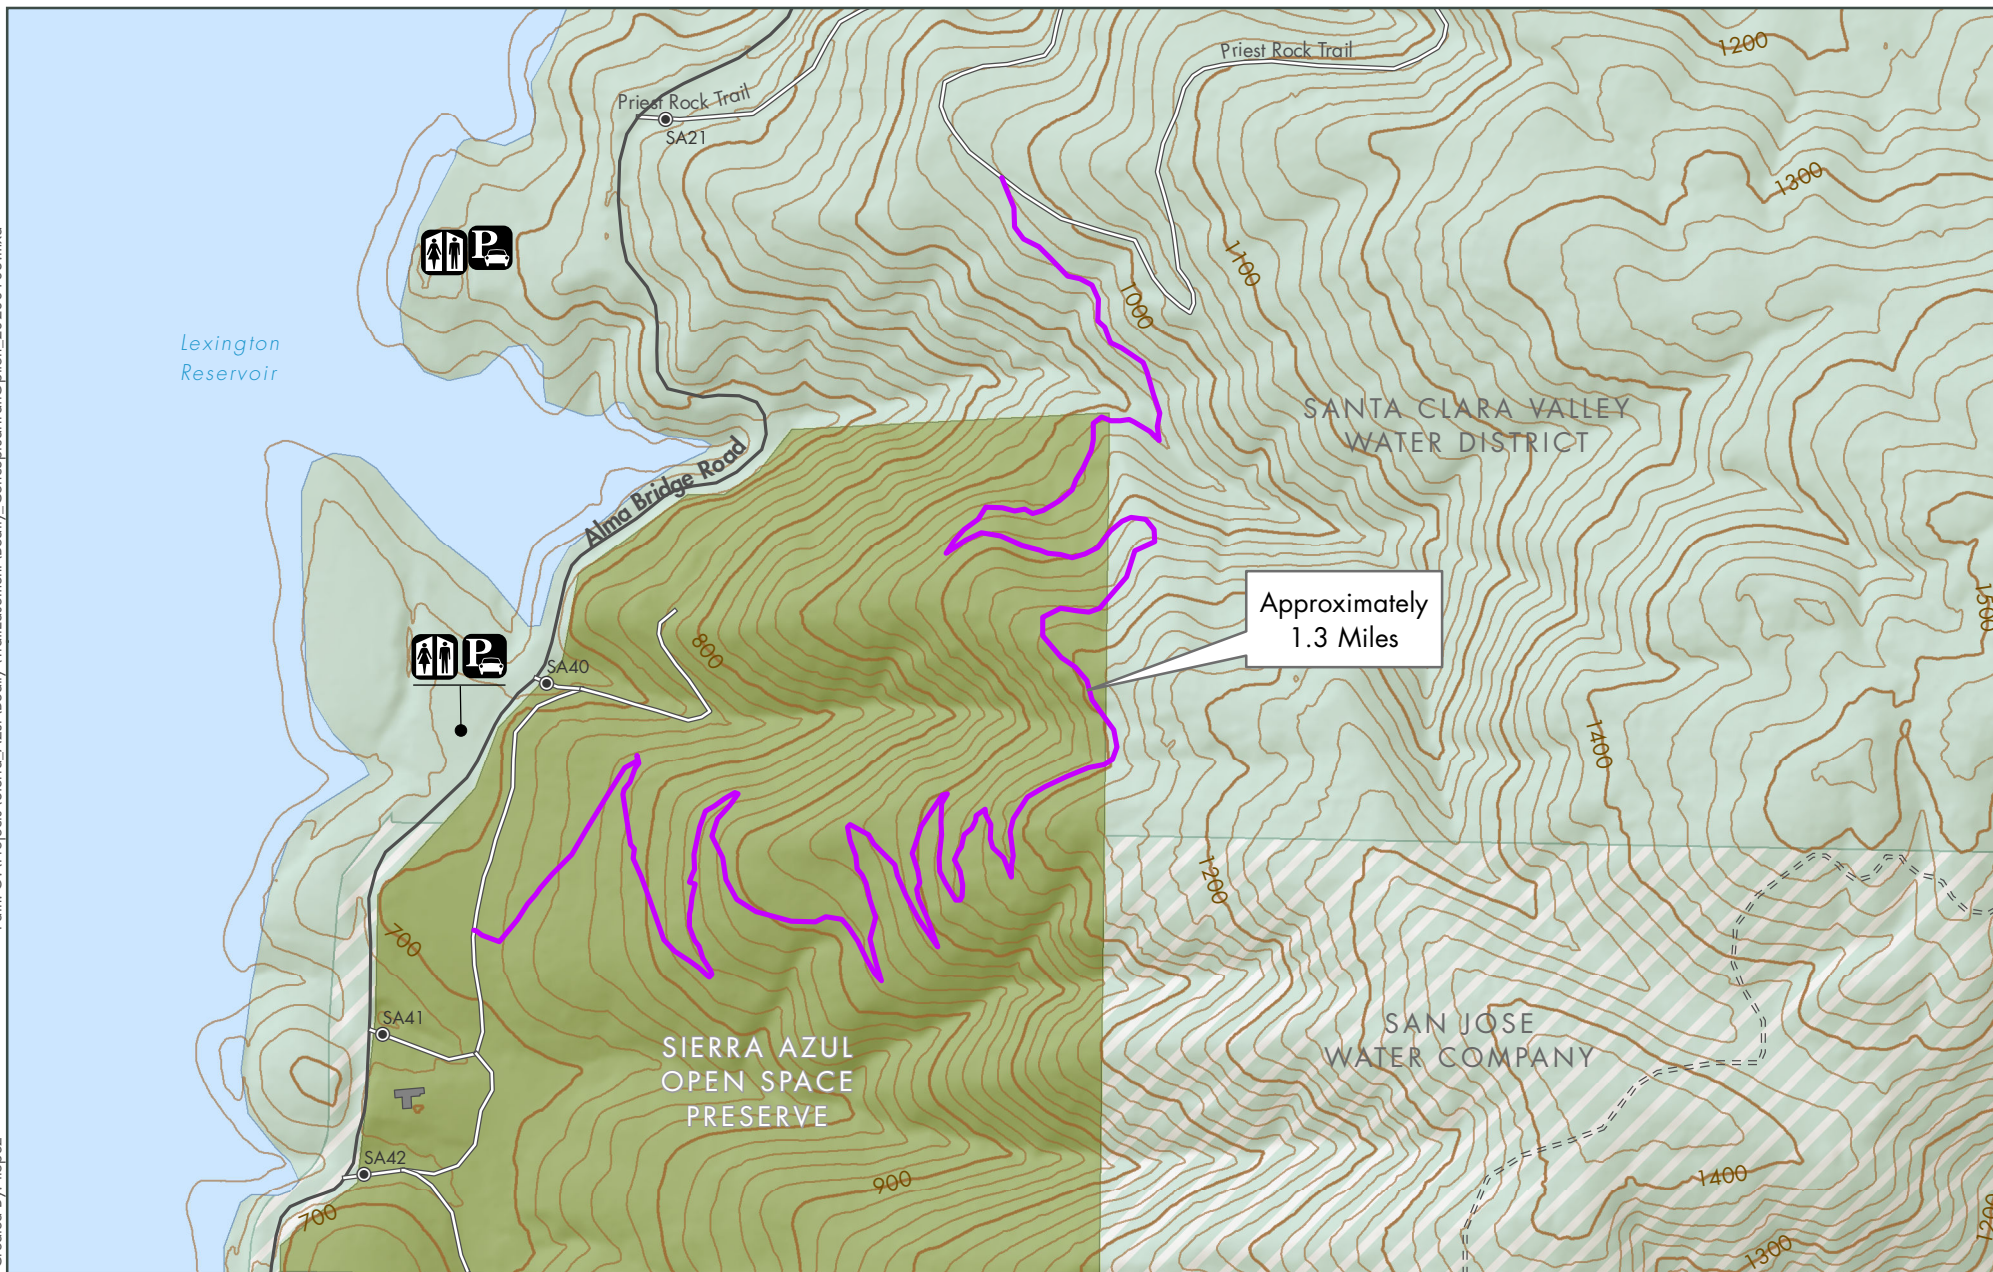 1200
Priest Rock Trail
Priest Rock Trail
SA21
1300
P
1100
1000
Lexington
Reservoir
SANTA CLARA VALLEY
WATER DISTRICT
Alma Bridge Road
Approximately
1.3 Miles
1500
800
P
SA40
1400
1200
700
SA41
SAN JOSE
WATER COMPANY
SIERRA AZUL
OPEN SPACE
PRESERVE
SA42
900
1400
700
1200
1300